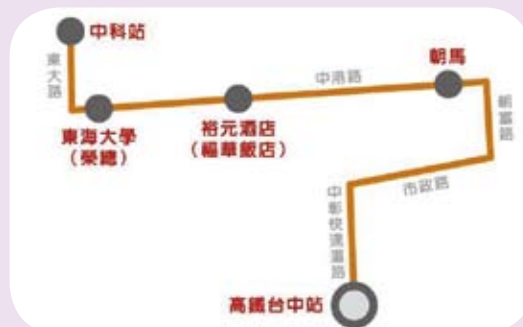 中科站
東大路
東海大學
（榮總）
裕元酒店
（福華飯店）
中港路
朝馬
朝富路
市政路
中彰快速道路
高鐵台中站